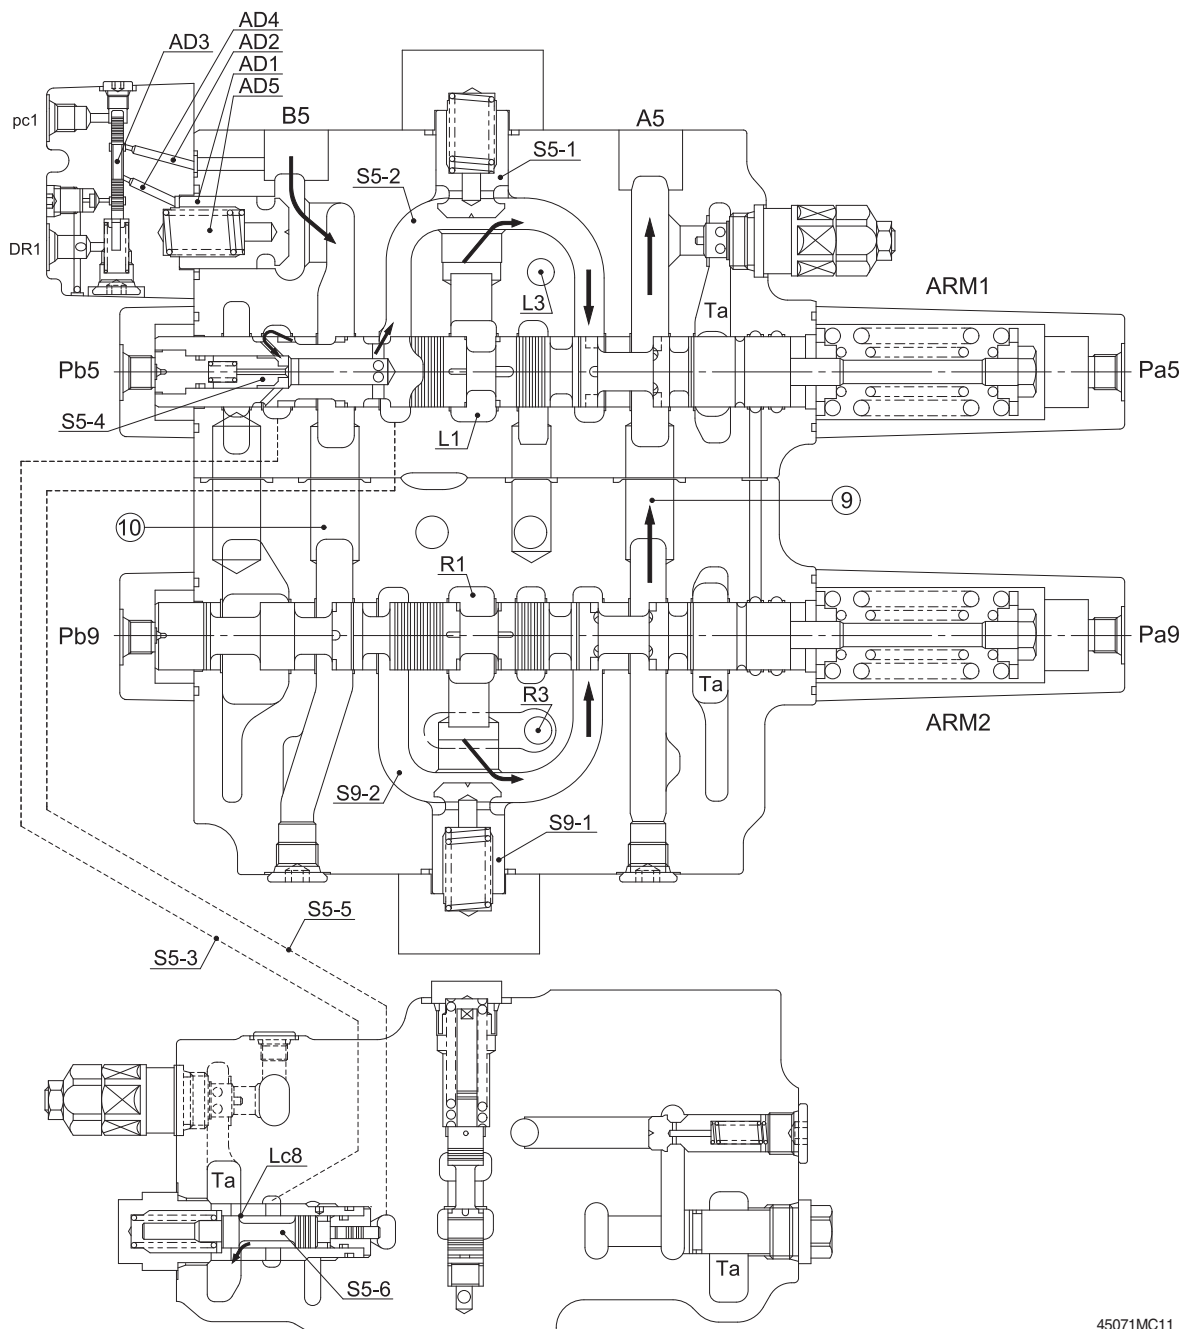 AD4
AD3
AD2
AD1
AD5
pc1
B5
A5
S5-1
S5-2
DR1
L3
ARM1
Ta
Pb5
Pa5
S5-4
L1
10
9
R1
Pb9
Pa9
R3
Ta
ARM2
S9-2
S9-1
S5-5
S5-3
Lc8
Ta
S5-6
Ta
45071MC11